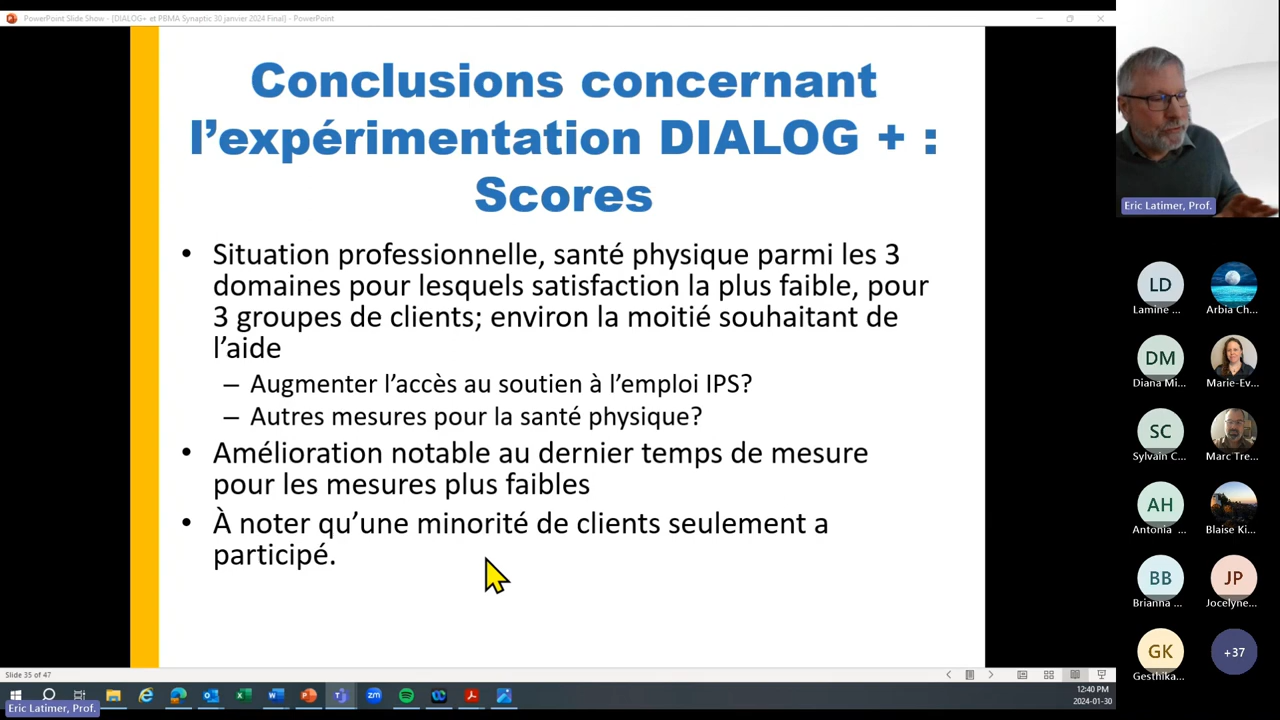 PowerPoint Slide Show - [DIALOG+ et PBMA Synaptic 30 janvier 2024 Final] - PowerPoint
Conclusions concernant
l’expérimentation DIALOG + :
Scores
• Situation professionnelle, santé physique parmi les 3
domaines pour lesquels satisfaction la plus faible, pour
3 groupes de clients; environ la moitié souhaitant de
l’aide
– Augmenter l’accès au soutien à l’emploi IPS?
– Autres mesures pour la santé physique?
• Amélioration notable au dernier temps de mesure
pour les mesures plus faibles
• À noter qu’une minorité de clients seulement a
participé.
Eric Latimer, Prof.
LD
Lamine ...
Arbia Ch...
DM
Diana Mi...
Marie-Ev...
SC
Sylvain C...
Marc Tre...
AH
Antonia ...
Blaise Ki...
BB
Brianna ...
JP
Jocelyne...
GK
Gesthika...
+37
Slide 35 of 47
12:40 PM
2024-01-30
Eric Latimer, Prof.